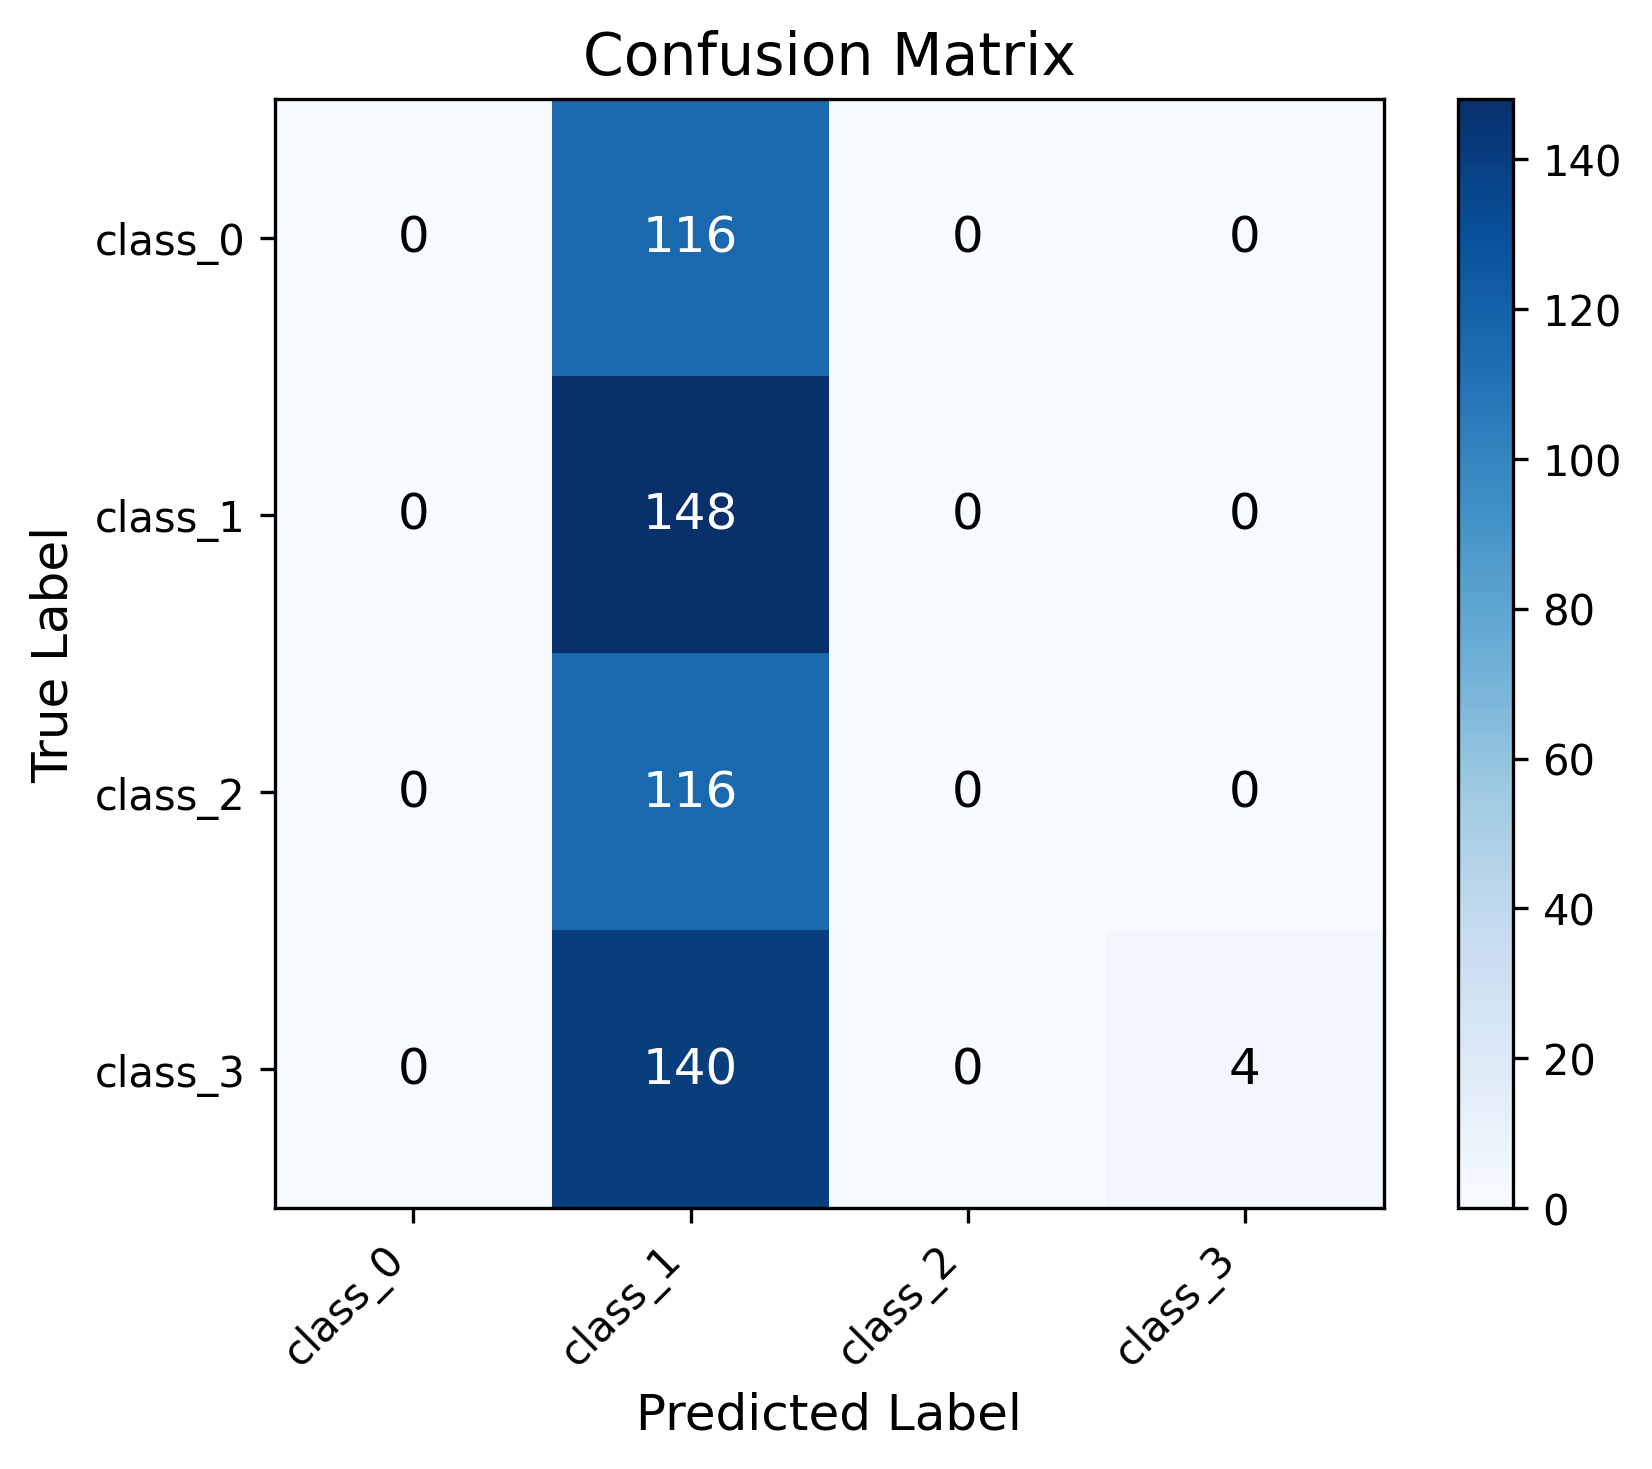 Confusion Matrix
class_0 0 116 0 0
class_1 0 148 0 0
class_2 0 116 0 0
class_3 0 140 0 4
class_0 class_1 class_2 class_3
Predicted Label
True Label
140
120
100
80
60
40
20
0